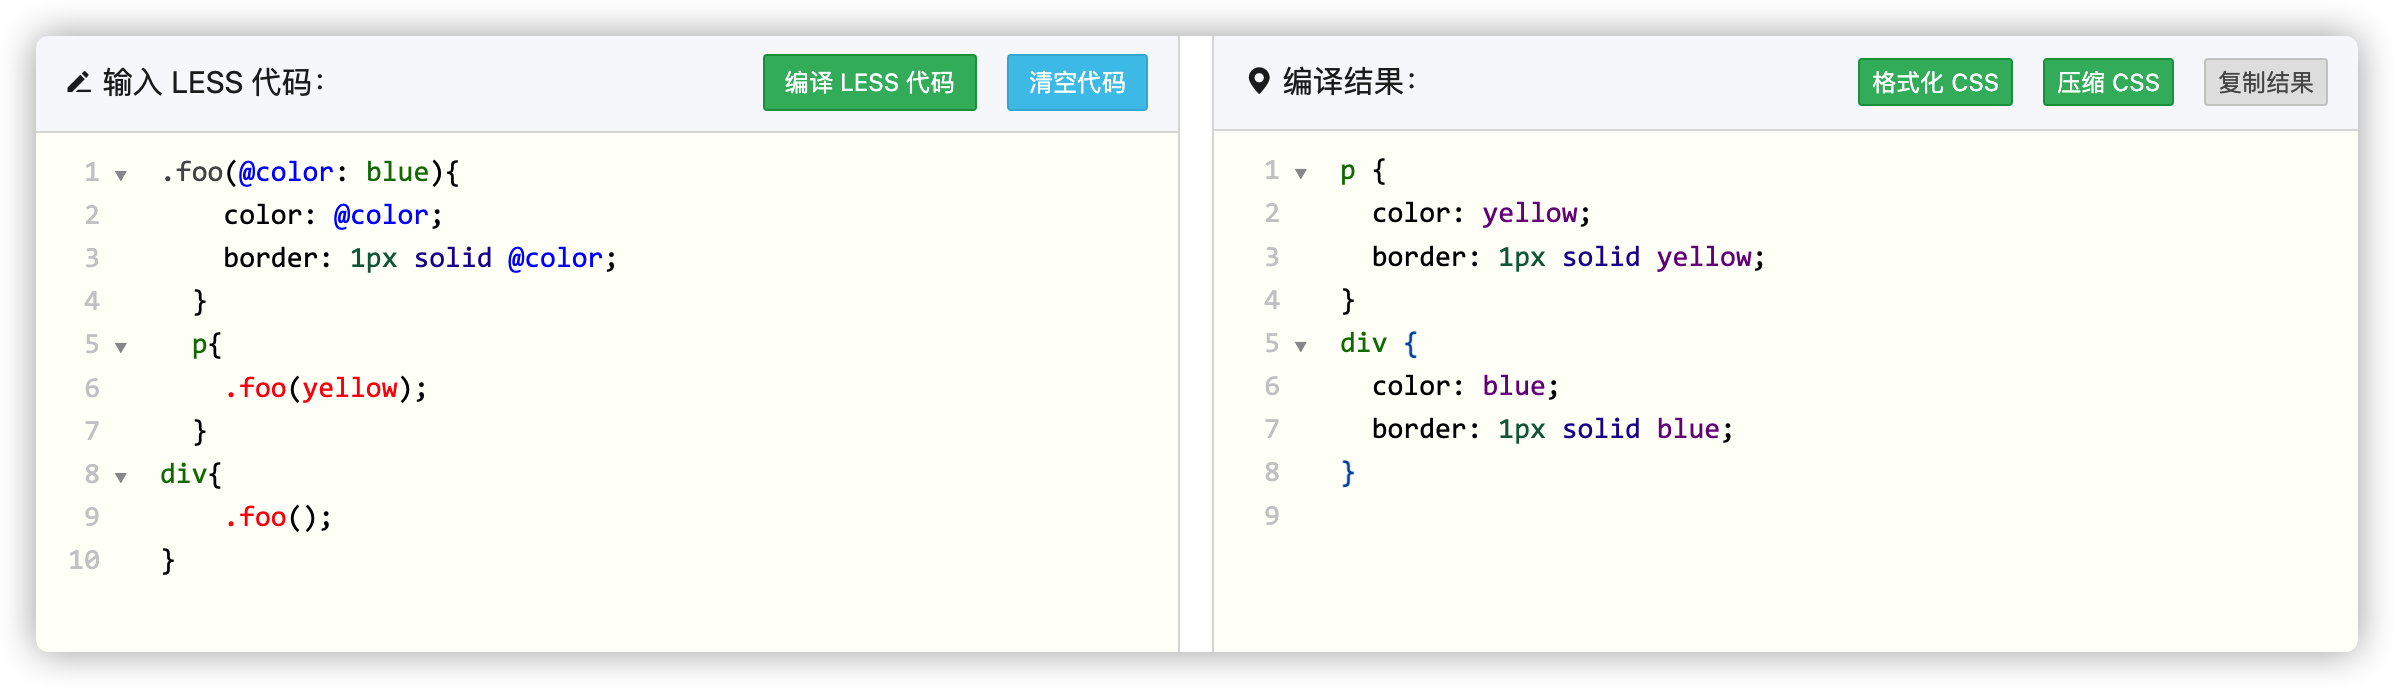 输入 LESS 代码：
编译 LESS 代码
清空代码
1 .foo(@color: blue){
2 color: @color;
3 border: 1px solid @color;
4 }
5 p{
6 .foo(yellow);
7 }
8 div{
9 .foo();
10 }
编译结果：
格式化 CSS
压缩 CSS
复制结果
1 p {
2 color: yellow;
3 border: 1px solid yellow;
4 }
5 div {
6 color: blue;
7 border: 1px solid blue;
8 }
9